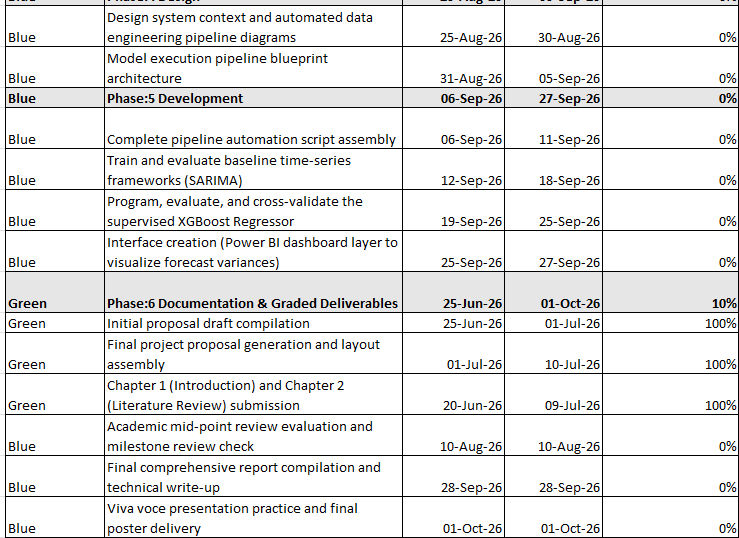 Design system context and automated data
Blue engineering pipeline diagrams 25-Aug-26 30-Aug-26 0%
Model execution pipeline blueprint
Blue architecture 31-Aug-26 05-Sep-26 0%
Blue Phase:5 Development 06-Sep-26 27-Sep-26 0%
Blue Complete pipeline automation script assembly 06-Sep-26 11-Sep-26 0%
Train and evaluate baseline time-series
Blue frameworks (SARIMA) 12-Sep-26 18-Sep-26 0%
Program, evaluate, and cross-validate the
Blue supervised XGBoost Regressor 19-Sep-26 25-Sep-26 0%
Interface creation (Power BI dashboard layer to
Blue visualize forecast variances) 25-Sep-26 27-Sep-26 0%
Green Phase:6 Documentation & Graded Deliverables 25-Jun-26 01-Oct-26 10%
Green Initial proposal draft compilation 25-Jun-26 01-Jul-26 100%
Final project proposal generation and layout
Green assembly 01-Jul-26 10-Jul-26 100%
Chapter 1 (Introduction) and Chapter 2
Green (Literature Review) submission 20-Jun-26 09-Jul-26 100%
Academic mid-point review evaluation and
Blue milestone review check 10-Aug-26 10-Aug-26 0%
Final comprehensive report compilation and
Blue technical write-up 28-Sep-26 28-Sep-26 0%
Viva voce presentation practice and final
Blue poster delivery 01-Oct-26 01-Oct-26 0%